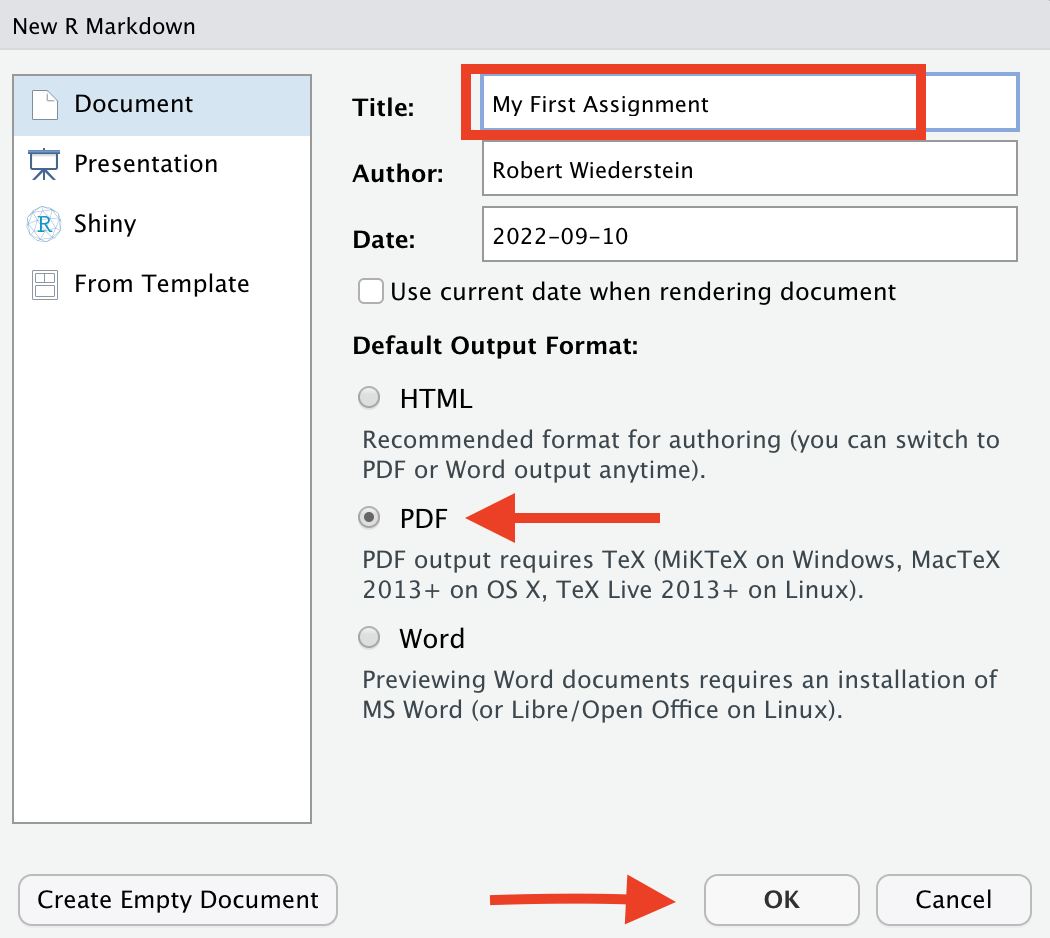 New R Markdown
Document
Presentation
R
Shiny
From Template
Title:
My First Assignment
Author:
Robert Wiederstein
Date:
2022-09-10
Use current date when rendering document
Default Output Format:
HTML
Recommended format for authoring (you can switch to
PDF or Word output anytime).
PDF
PDF output requires TeX (MiKTeX on Windows, MacTeX
2013+ on OS X, TeX Live 2013+ on Linux).
Word
Previewing Word documents requires an installation of
MS Word (or Libre/Open Office on Linux).
Create Empty Document
OK
Cancel